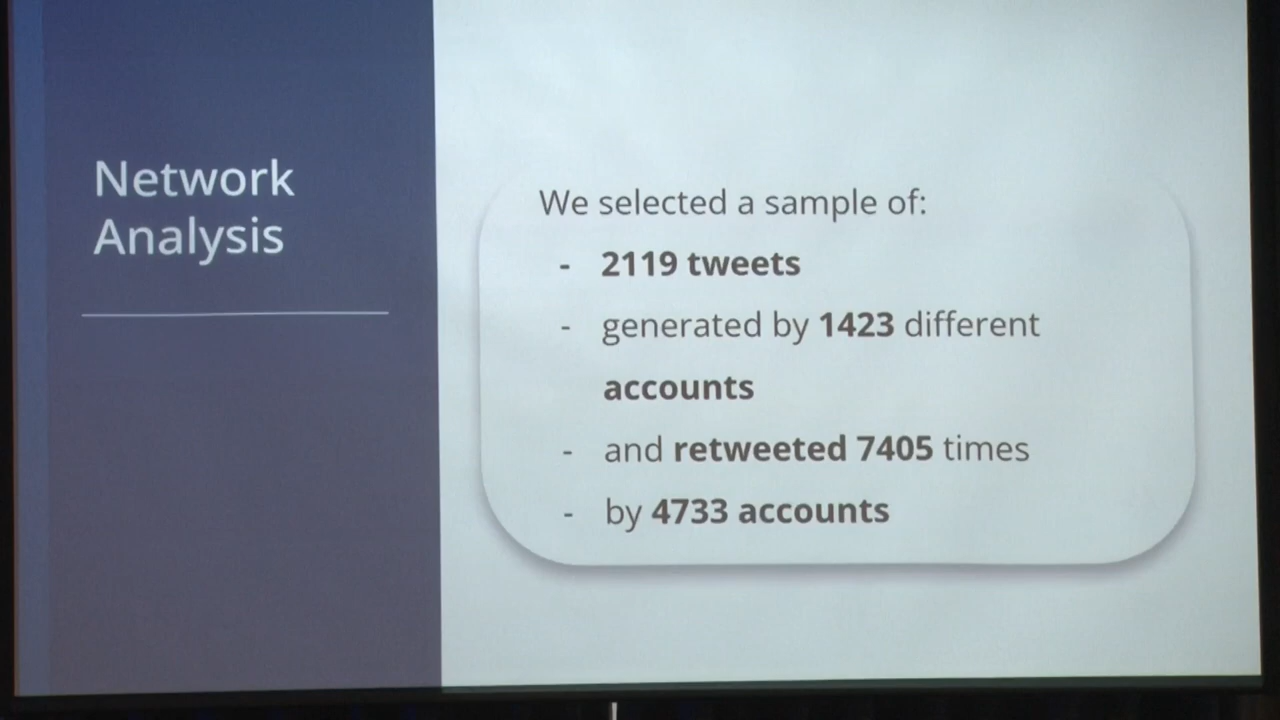 Network
Analysis
We selected a sample of:
- 2119 tweets
- generated by 1423 different
accounts
- and retweeted 7405 times
- by 4733 accounts